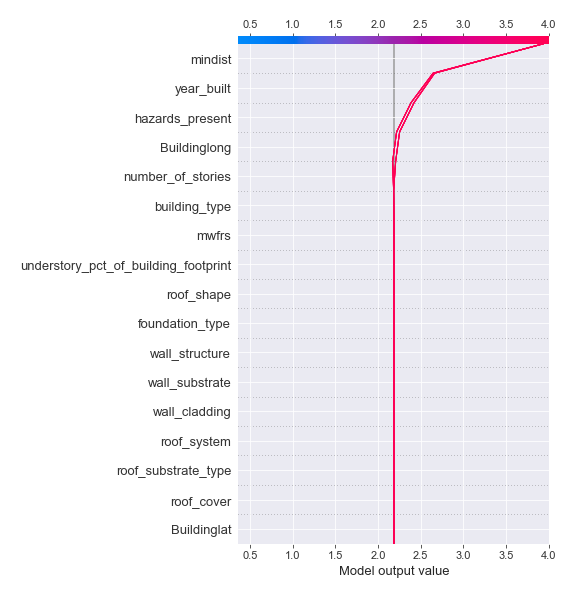 0.5 1.0 1.5 2.0 2.5 3.0 3.5 4.0
mindist
year_built
hazards_present
Buildinglong
number_of_stories
building_type
mwfrs
understory_pct_of_building_footprint
roof_shape
foundation_type
wall_structure
wall_substrate
wall_cladding
roof_system
roof_substrate_type
roof_cover
Buildinglat
0.5 1.0 1.5 2.0 2.5 3.0 3.5 4.0
Model output value